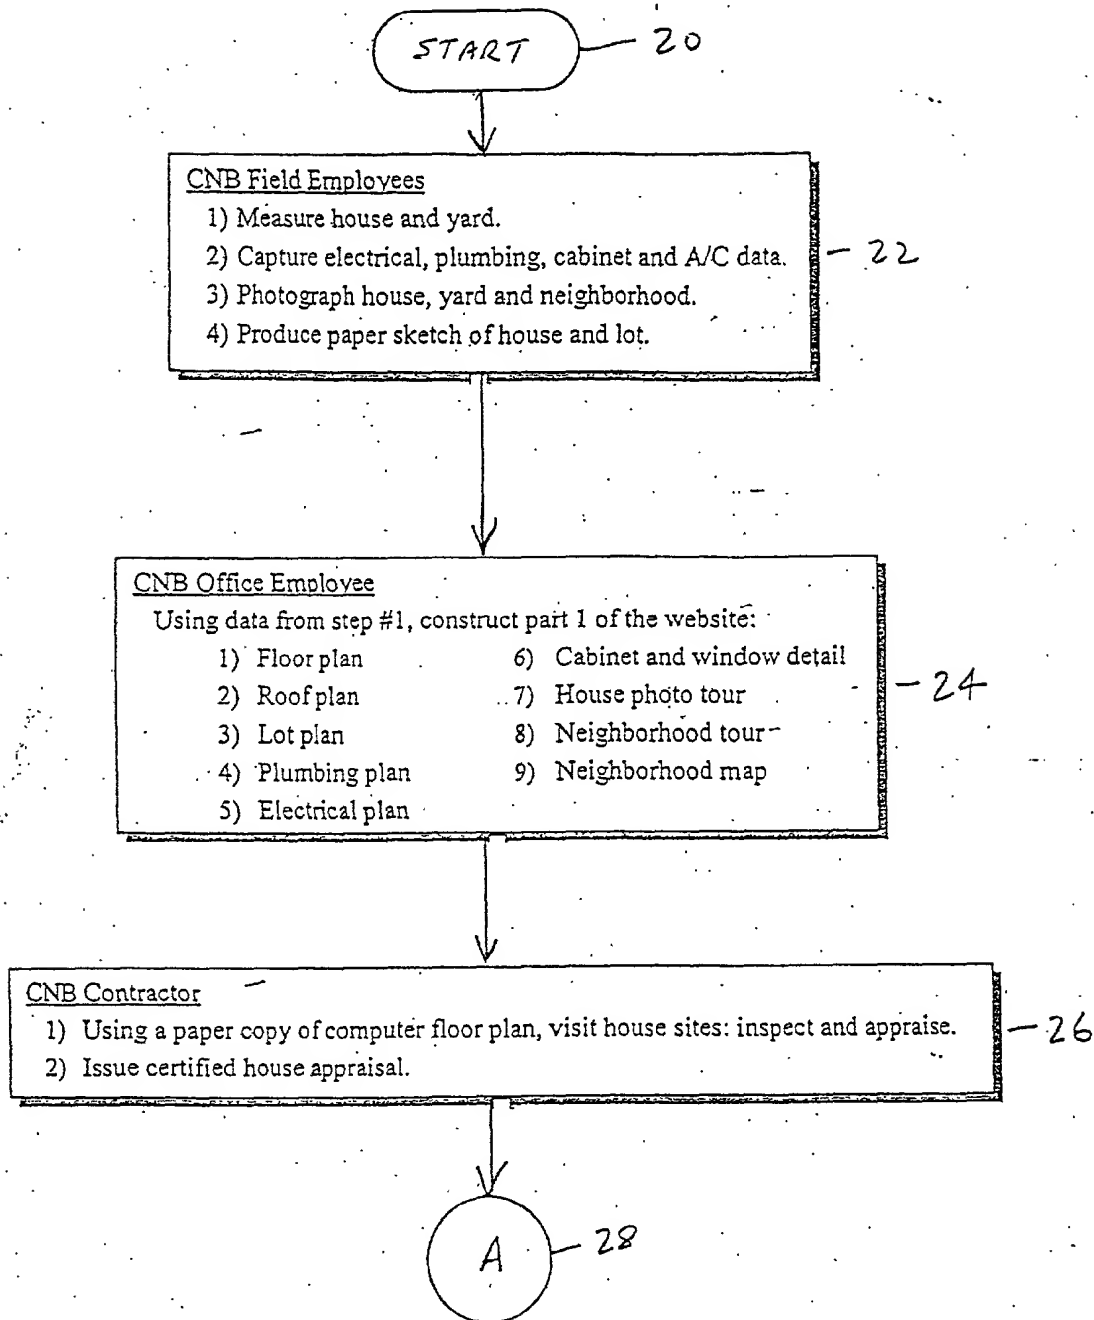 START
20
CNB Field Employees
1) Measure house and yard.
2) Capture electrical, plumbing, cabinet and A/C data.
3) Photograph house, yard and neighborhood.
4) Produce paper sketch of house and lot.
22
CNB Office Employee
Using data from step #1, construct part 1 of the website:
1) Floor plan
2) Roof plan
3) Lot plan
4) Plumbing plan
5) Electrical plan
6) Cabinet and window detail
7) House photo tour
8) Neighborhood tour
9) Neighborhood map
24
CNB Contractor
1) Using a paper copy of computer floor plan, visit house sites: inspect and appraise.
2) Issue certified house appraisal.
26
A
28